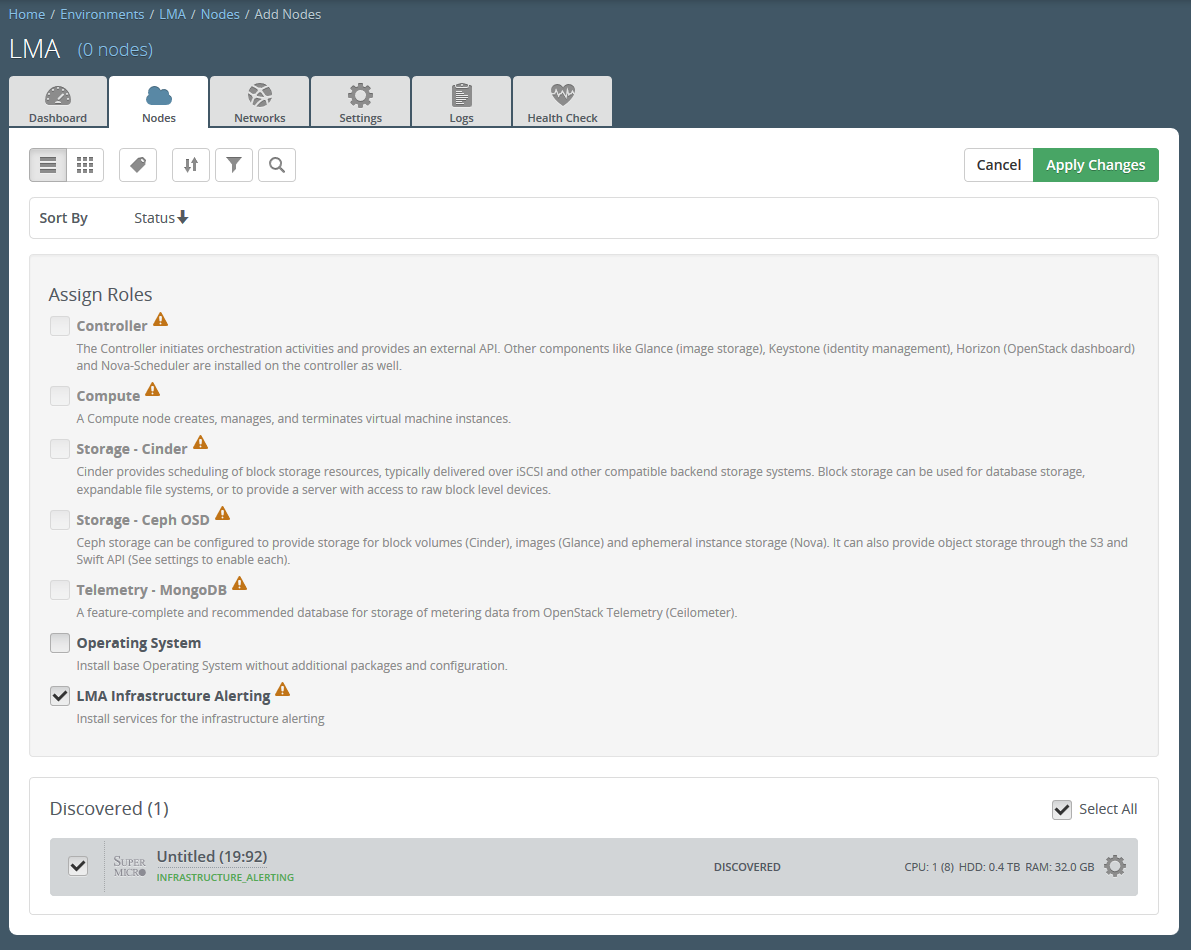 Home / Environments / LMA / Nodes / Add Nodes
LMA (0 nodes)
Dashboard Nodes Networks Settings Logs Health Check
Cancel Apply Changes
Sort By Status
Assign Roles
Controller
The Controller initiates orchestration activities and provides an external API. Other components like Glance (image storage), Keystone (identity management), Horizon (OpenStack dashboard)
and Nova-Scheduler are installed on the controller as well.
Compute
A Compute node creates, manages, and terminates virtual machine instances.
Storage - Cinder
Cinder provides scheduling of block storage resources, typically delivered over iSCSI and other compatible backend storage systems. Block storage can be used for database storage,
expandable file systems, or to provide a server with access to raw block level devices.
Storage - Ceph OSD
Ceph storage can be configured to provide storage for block volumes (Cinder), images (Glance) and ephemeral instance storage (Nova). It can also provide object storage through the S3 and
Swift API (See settings to enable each).
Telemetry - MongoDB
A feature-complete and recommended database for storage of metering data from OpenStack Telemetry (Ceilometer).
Operating System
Install base Operating System without additional packages and configuration.
LMA Infrastructure Alerting
Install services for the infrastructure alerting
Discovered (1) Select All
SUPER
MICRO
Untitled (19:92)
INFRASTRUCTURE_ALERTING
DISCOVERED
CPU: 1 (8) HDD: 0.4 TB RAM: 32.0 GB